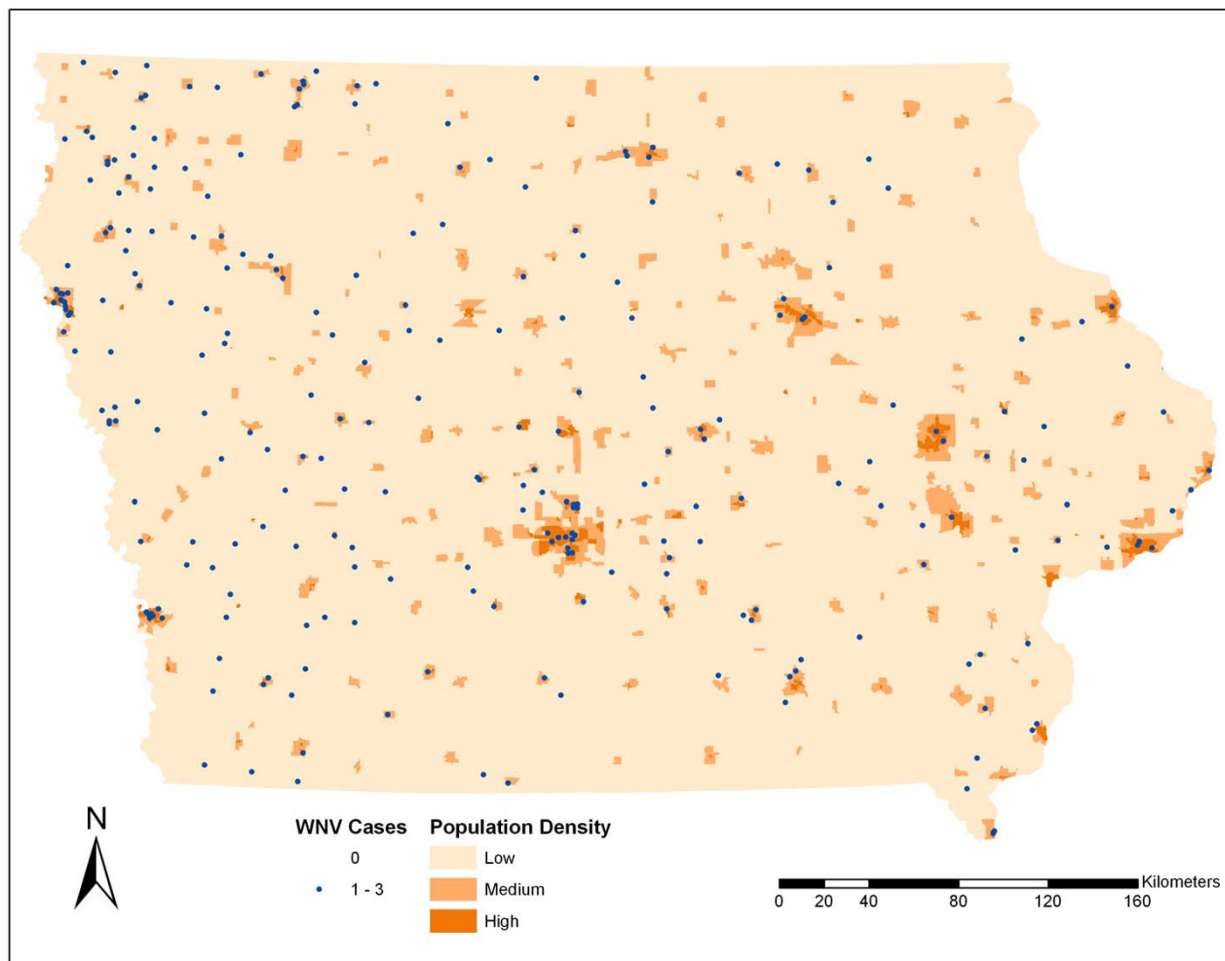 N
WNV Cases
0
1 - 3
Population Density
Low
Medium
High
Kilometers
0 20 40 80 120 160